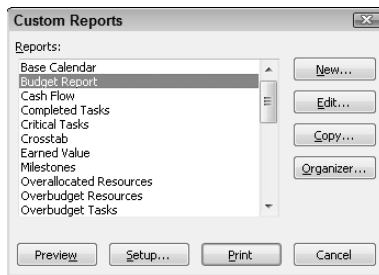 Custom Reports
Reports:
Base Calendar
Budget Report
Cash Flow
Completed Tasks
Critical Tasks
Crosstab
Earned Value
Milestones
Overallocated Resources
Overbudget Resources
Overbudget Tasks
New...
Edit...
Copy...
Organizer...
Preview
Setup...
Print
Cancel